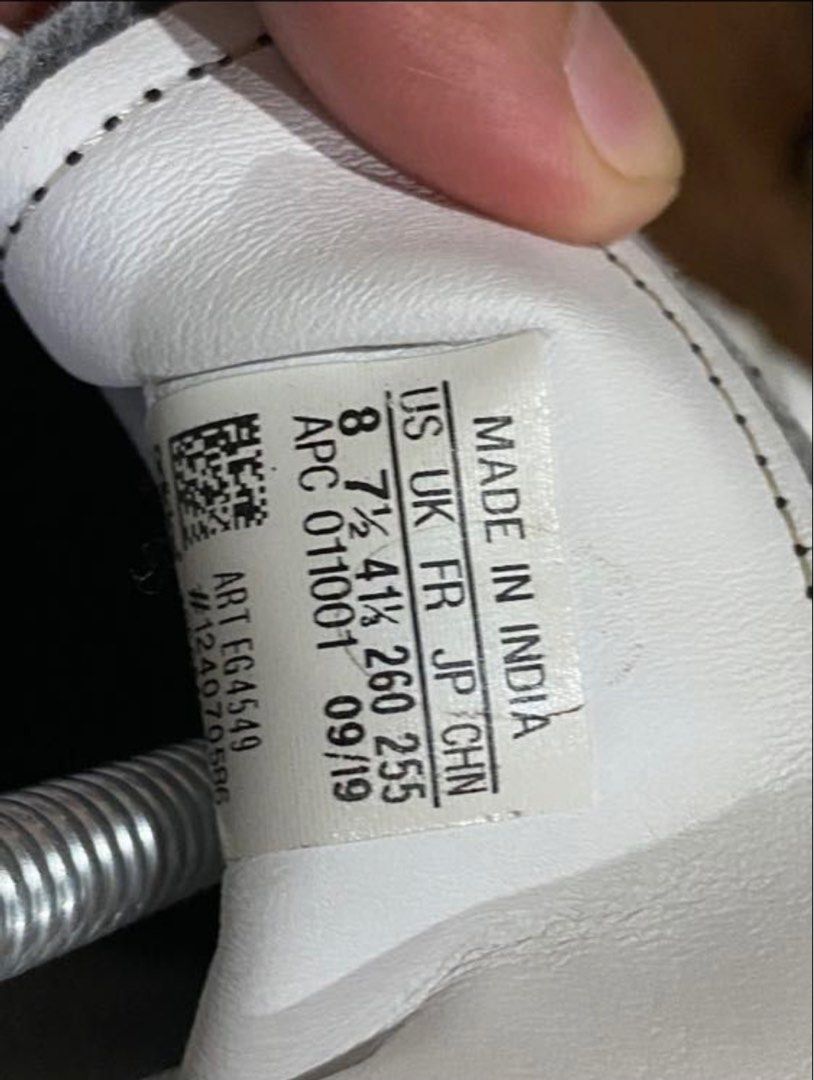 MADE IN INDIA
US UK FR JP CHN
8 7½ 41⅓ 260 255
APC 011001 09/19
ART EG4549